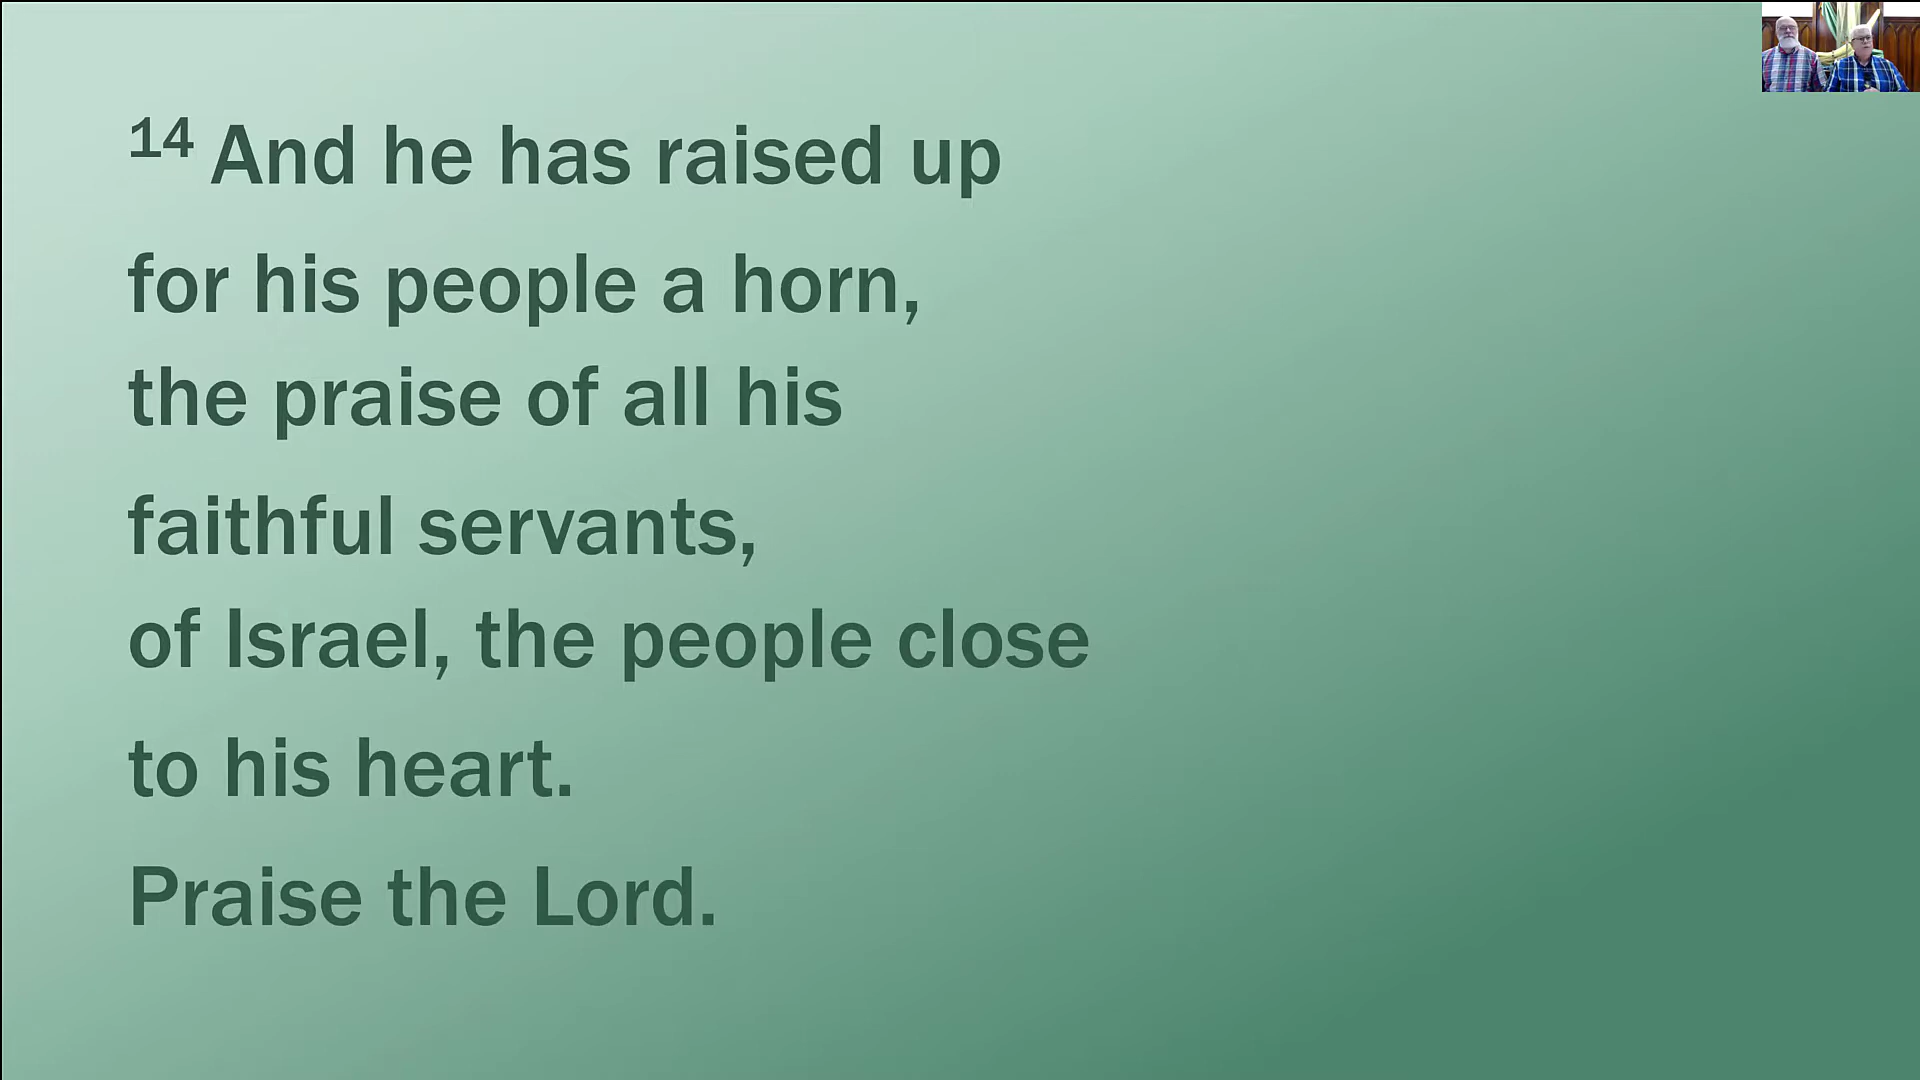 14 And he has raised up
for his people a horn,
the praise of all his
faithful servants,
of Israel, the people close
to his heart.
Praise the Lord.